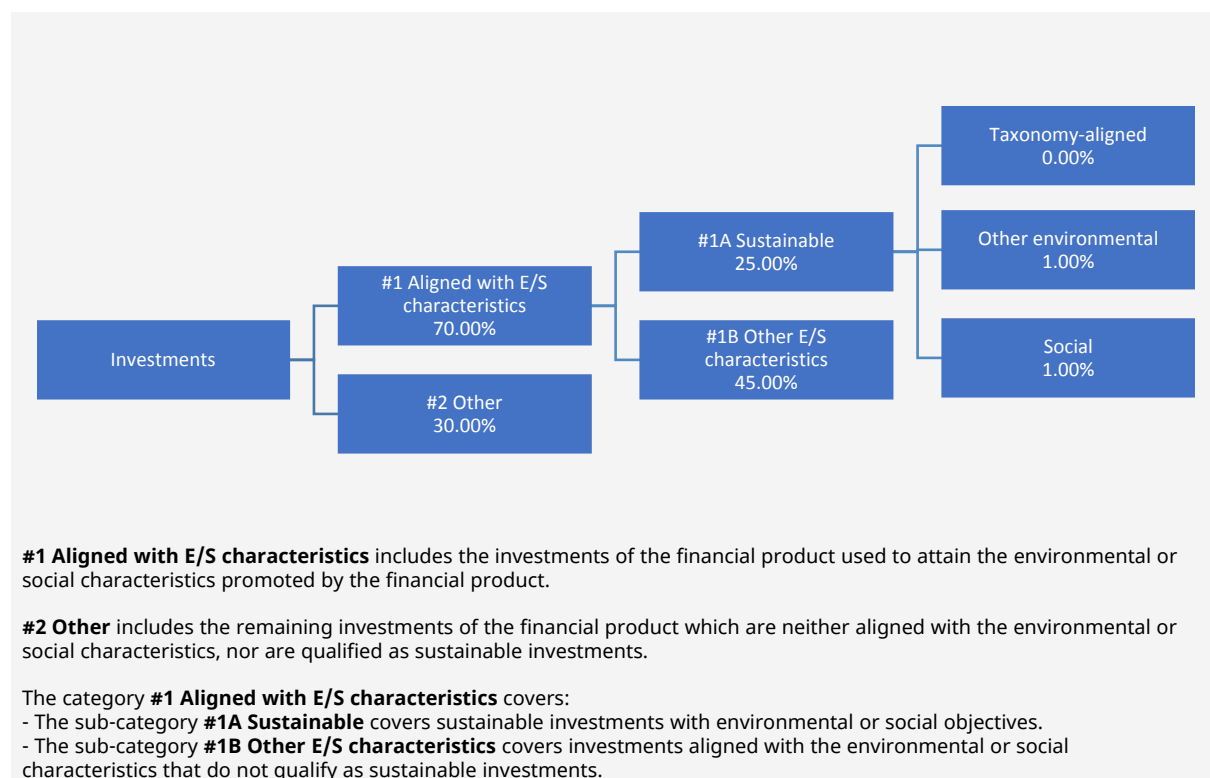 Taxonomy-aligned
0.00%
#1A Sustainable
25.00%
Other environmental
1.00%
#1 Aligned with E/S
characteristics
70.00%
Investments
#1B Other E/S
characteristics
45.00%
Social
1.00%
#2 Other
30.00%
#1 Aligned with E/S characteristics includes the investments of the financial product used to attain the environmental or
social characteristics promoted by the financial product.
#2 Other includes the remaining investments of the financial product which are neither aligned with the environmental or
social characteristics, nor are qualified as sustainable investments.
The category #1 Aligned with E/S characteristics covers:
- The sub-category #1A Sustainable covers sustainable investments with environmental or social objectives.
- The sub-category #1B Other E/S characteristics covers investments aligned with the environmental or social
characteristics that do not qualify as sustainable investments.